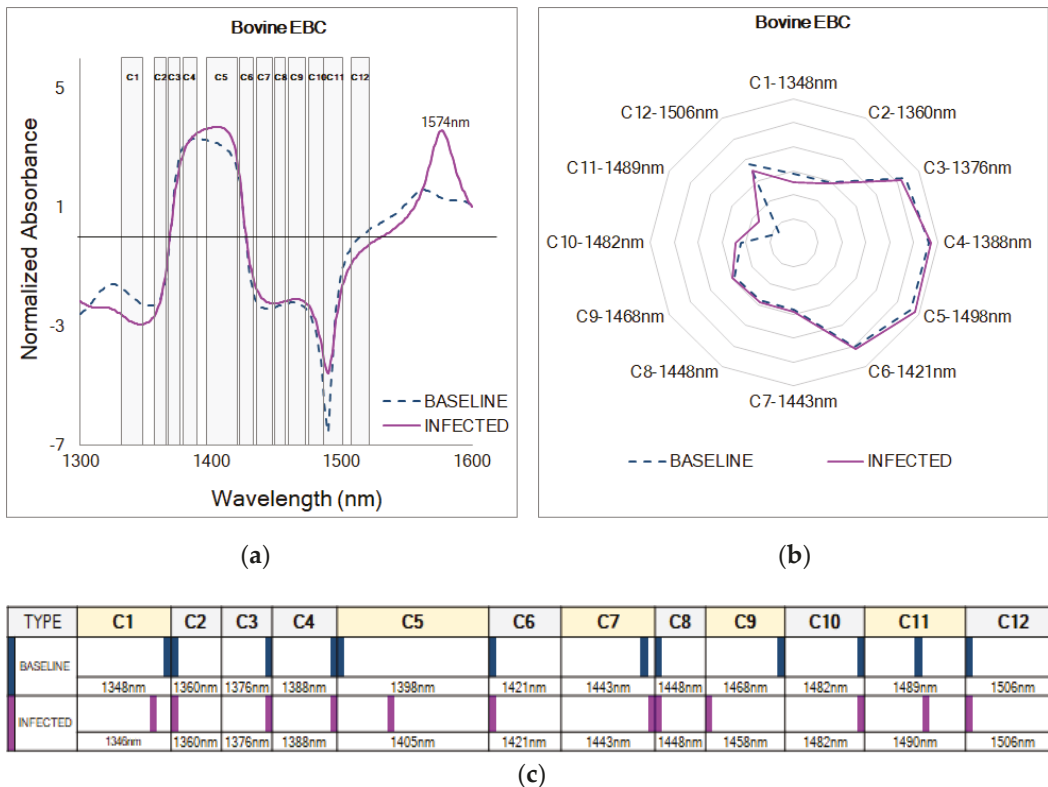 Bovine EBC
5
1
-3
-7
Normalized Absorbance
C1 C2 C3 C4 C5 C6 C7 C8 C9 C10 C11 C12
1574nm
BASELINE
INFECTED
1300 1400 1500 1600
Wavelength (nm)
(a)
Bovine EBC
C1-1348nm
C2-1360nm
C3-1376nm
C4-1388nm
C5-1498nm
C6-1421nm
C7-1443nm
C8-1448nm
C9-1468nm
C10-1482nm
C11-1489nm
C12-1506nm
BASELINE INFECTED
(b)
TYPE C1 C2 C3 C4 C5 C6 C7 C8 C9 C10 C11 C12
BASELINE
1348nm 1360nm 1376nm 1388nm 1398nm 1421nm 1443nm 1448nm 1468nm 1482nm 1489nm 1506nm
INFECTED
1346nm 1360nm 1376nm 1388nm 1405nm 1421nm 1443nm 1448nm 1458nm 1482nm 1490nm 1506nm
(c)